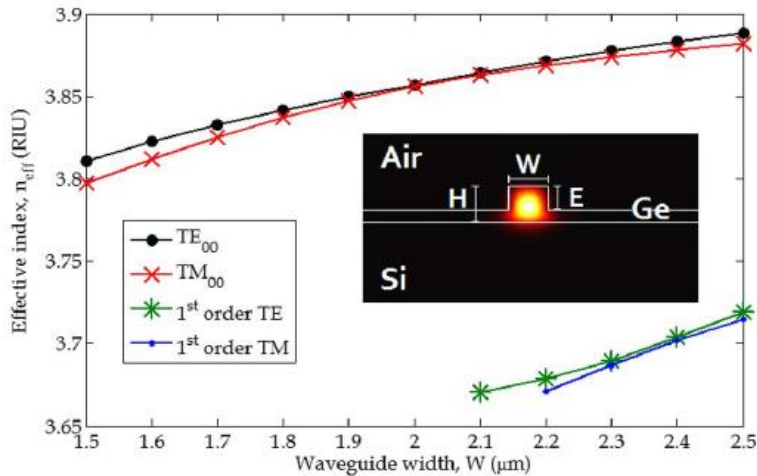 3.9
3.85
3.8
3.75
3.7
3.65
Effective index, n_eff (RIU)
Air
W
H
E
Ge
Si
TE₀₀
TM₀₀
1ˢᵗ order TE
1ˢᵗ order TM
1.5 1.6 1.7 1.8 1.9 2 2.1 2.2 2.3 2.4 2.5
Waveguide width, W (μm)